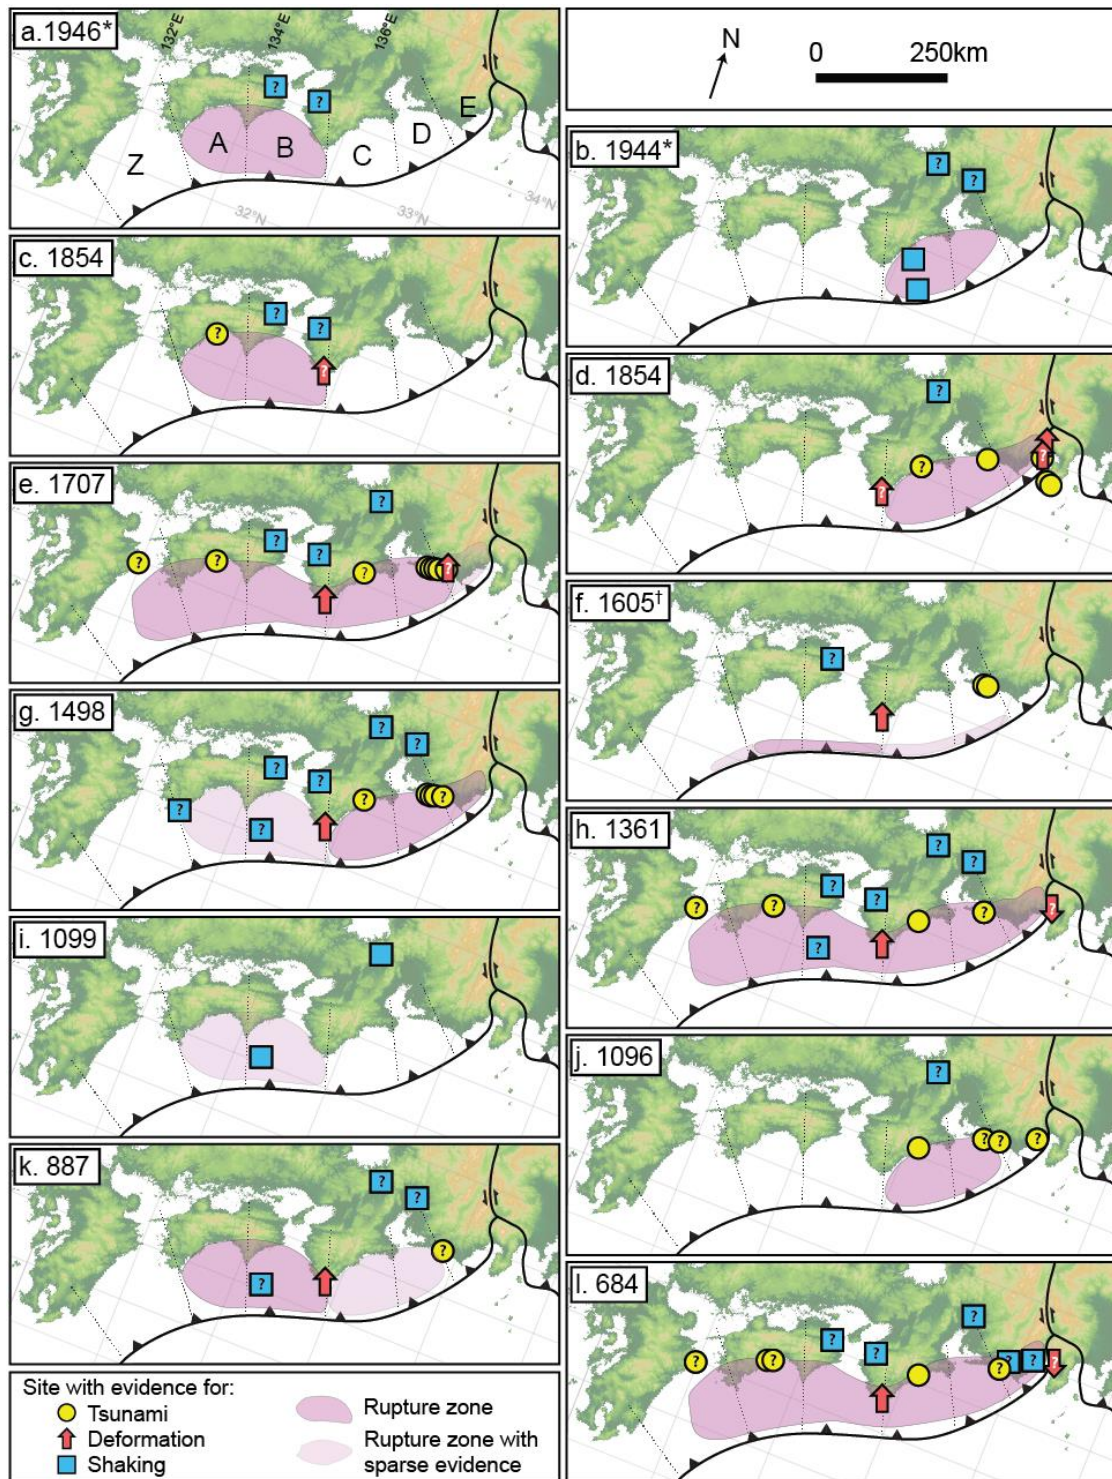 a.1946*
132°E
134°E
136°E
Z
A
B
C
D
E
32°N
33°N
34°N
? ?
N
0 250km
b. 1944*
? ?
c. 1854
? ? ? ?
d. 1854
? ? ? ?
e. 1707
? ? ? ? ? ? ? ?
f. 1605†
?
g. 1498
? ? ? ? ? ?
h. 1361
? ? ? ? ? ? ? ? ?
i. 1099
j. 1096
? ? ? ?
k. 887
? ? ? ?
l. 684
? ? ? ? ? ? ? ? ?
Site with evidence for:
Tsunami
Deformation
Shaking
Rupture zone
Rupture zone with
sparse evidence